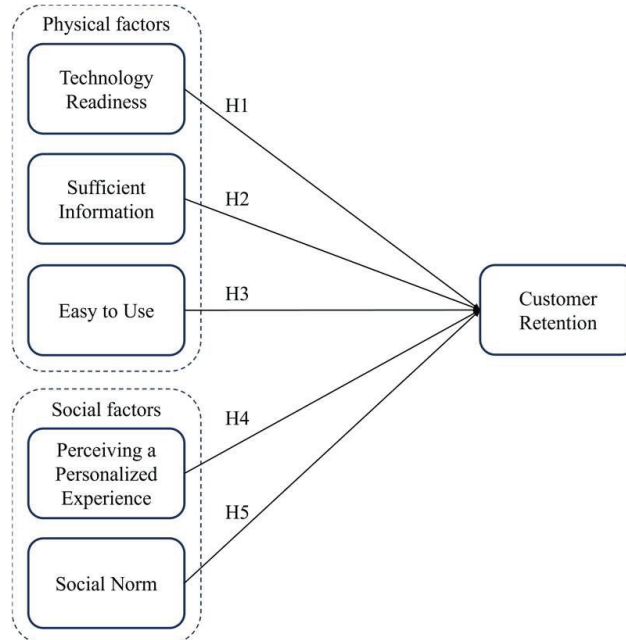 Physical factors
Technology
Readiness
H1
Sufficient
Information
H2
Easy to Use
H3
Customer
Retention
Social factors
Perceiving a
Personalized
Experience
H4
Social Norm
H5